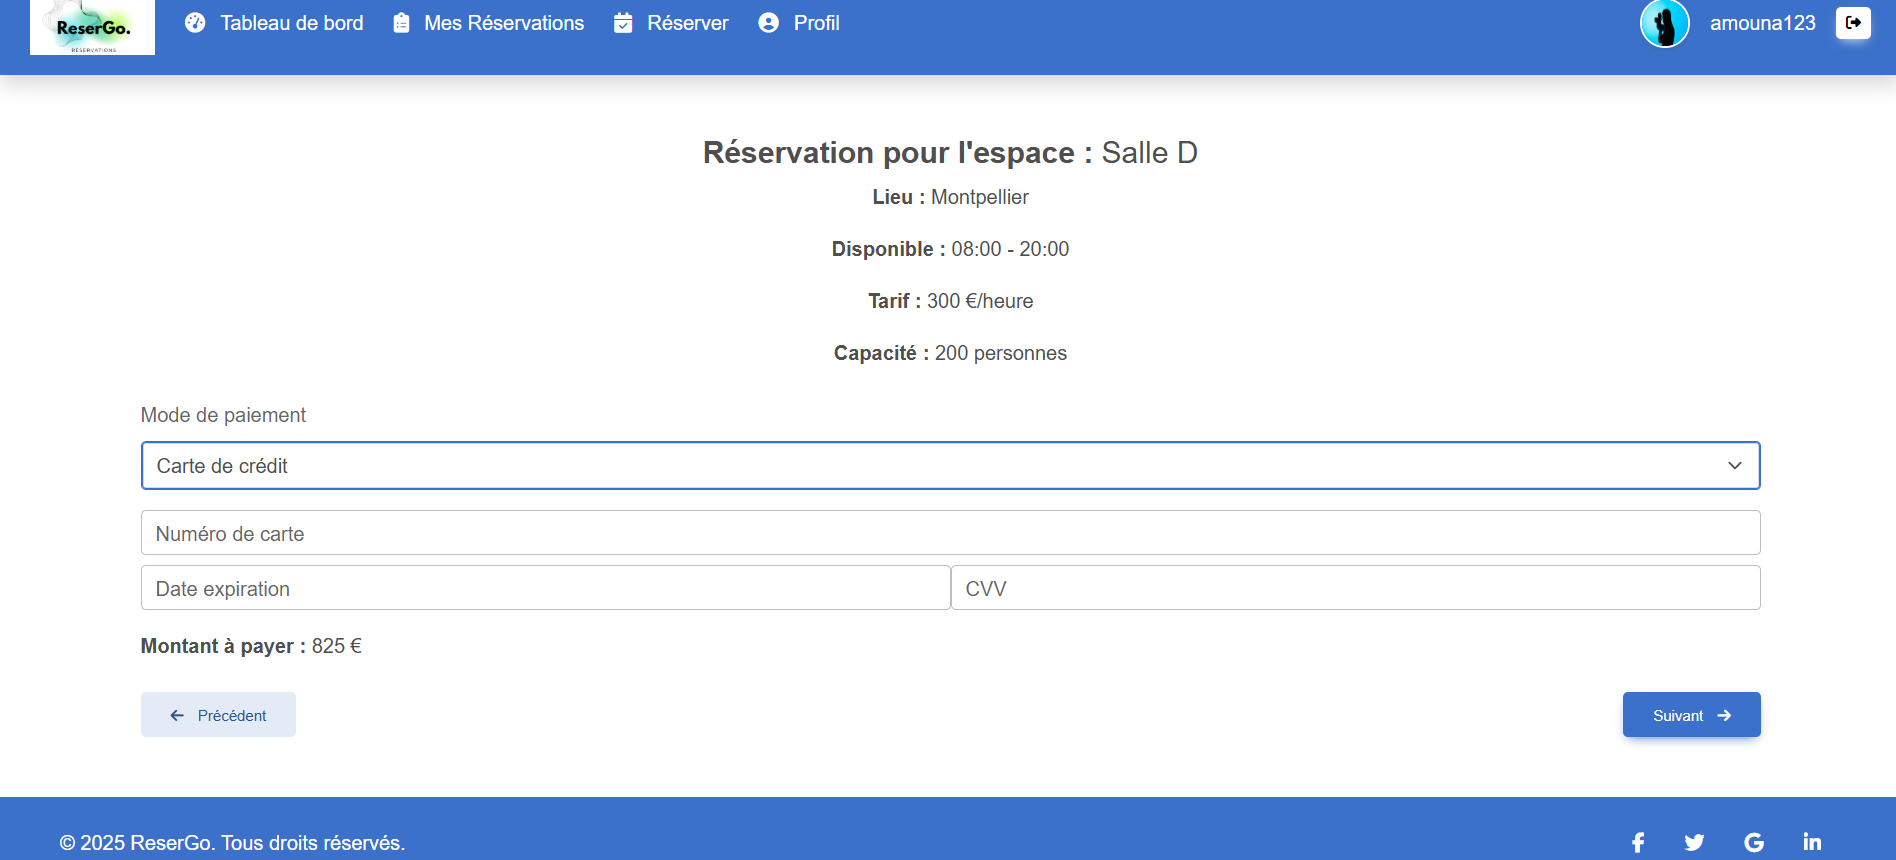 ReserGo.
RÉSERVATIONS
Tableau de bord
Mes Réservations
Réserver
Profil
amouna123
Réservation pour l'espace : Salle D
Lieu : Montpellier
Disponible : 08:00 - 20:00
Tarif : 300 €/heure
Capacité : 200 personnes
Mode de paiement
Carte de crédit
Numéro de carte
Date expiration
CVV
Montant à payer : 825 €
Précédent
Suivant
© 2025 ReserGo. Tous droits réservés.